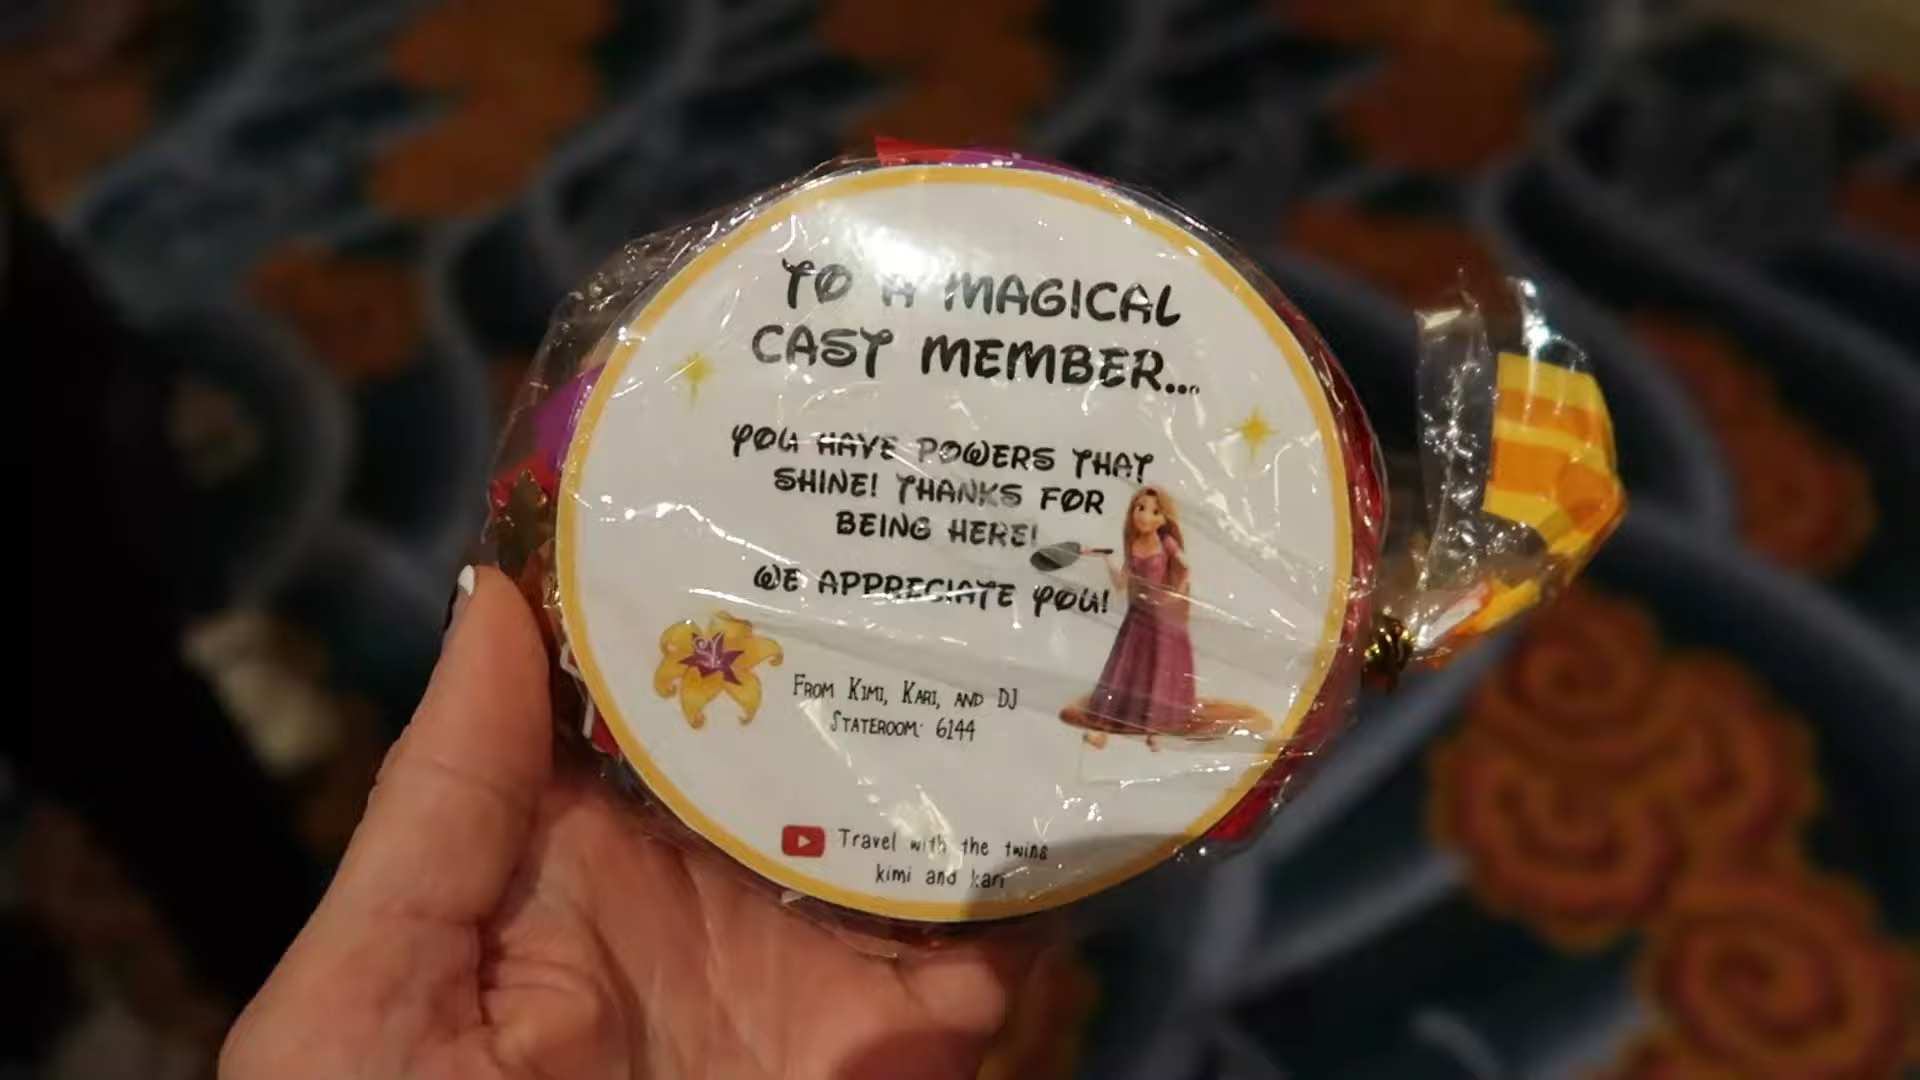 TO A MAGICAL
CAST MEMBER...
YOU HAVE POWERS THAT
SHINE! THANKS FOR
BEING HERE!
WE APPRECIATE YOU!
FROM KIMI, KARI, AND DJ
STATEROOM: 6144
Travel with the twins
kimi and kari